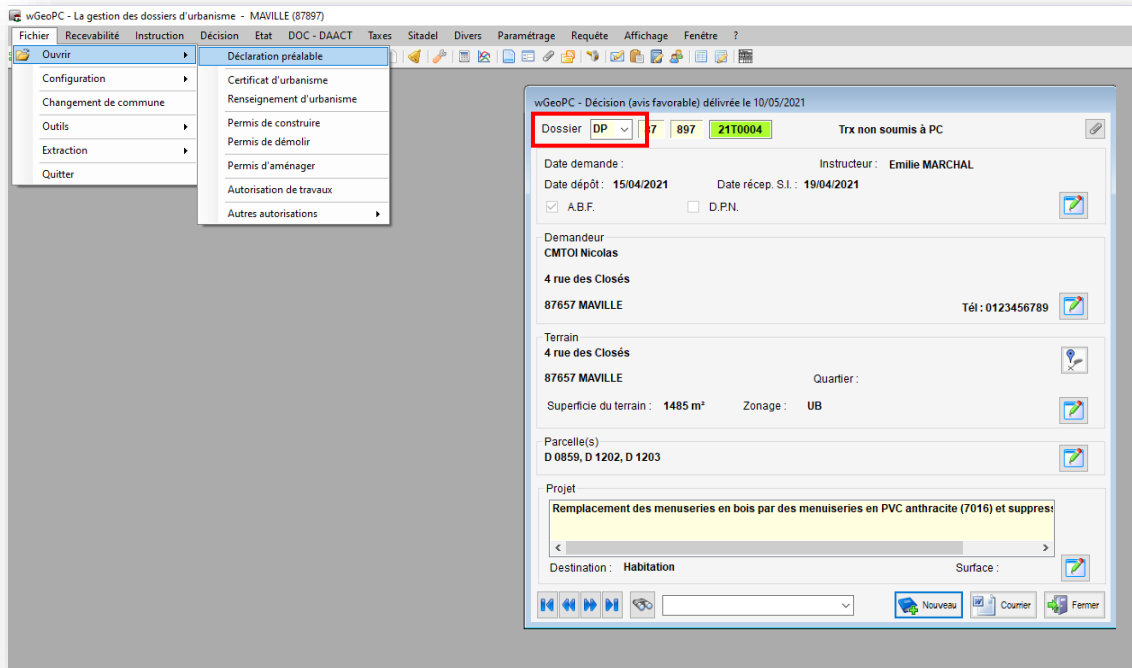 wGeoPC - La gestion des dossiers d'urbanisme - MAVILLE (87897)
Fichier Recevabilité Instruction Décision Etat DOC - DAACT Taxes Sitadel Divers Paramétrage Requête Affichage Fenêtre ?
Ouvrir
Configuration
Changement de commune
Outils
Extraction
Quitter
Déclaration préalable
Certificat d'urbanisme
Renseignement d'urbanisme
Permis de construire
Permis de démolir
Permis d'aménager
Autorisation de travaux
Autres autorisations
wGeoPC - Décision (avis favorable) délivrée le 10/05/2021
Dossier DP 897 21T0004 Trx non soumis à PC
Date demande : Instructeur : Emilie MARCHAL
Date dépôt : 15/04/2021 Date récep. S.I. : 19/04/2021
A.B.F. D.P.N.
Demandeur
CMTOI Nicolas
4 rue des Closés
87657 MAVILLE Tél : 0123456789
Terrain
4 rue des Closés
87657 MAVILLE Quartier :
Superficie du terrain : 1485 m² Zonage : UB
Parcelle(s)
D 0859, D 1202, D 1203
Projet
Remplacement des menuseries en bois par des menuiseries en PVC anthracite (7016) et
Destination : Habitation Surface :
Nouveau Courrier Fermer